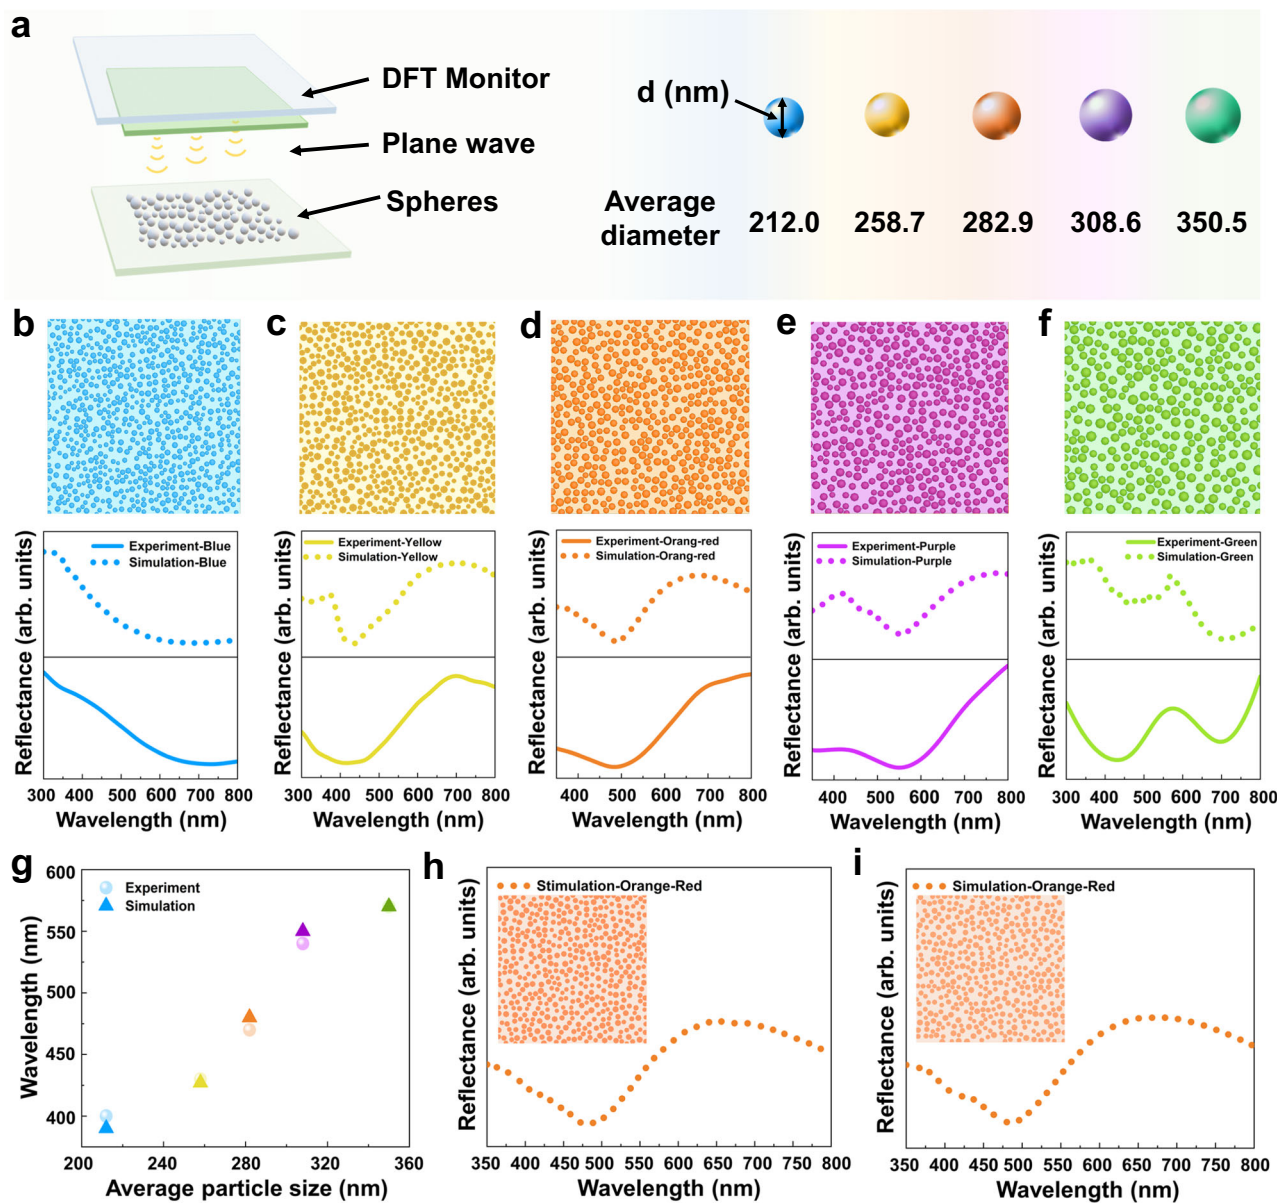 a
DFT Monitor
Plane wave
Spheres
d (nm)
Average
diameter
212.0 258.7 282.9 308.6 350.5
b
c
d
e
f
Reflectance (arb. units)
Experiment-Blue
Simulation-Blue
300 400 500 600 700 800
Wavelength (nm)
Reflectance (arb. units)
Experiment-Yellow
Simulation-Yellow
300 400 500 600 700 800
Wavelength (nm)
Reflectance (arb. units)
Experiment-Orang-red
Simulation-Orang-red
400 500 600 700 800
Wavelength (nm)
Reflectance (arb. units)
Experiment-Purple
Simulation-Purple
400 500 600 700 800
Wavelength (nm)
Reflectance (arb. units)
Experiment-Green
Simulation-Green
300 400 500 600 700 800
Wavelength (nm)
g
Wavelength (nm)
600
550
500
450
400
Experiment
Simulation
200 240 280 320 360
Average particle size (nm)
h
Reflectance (arb. units)
Stimulation-Orange-Red
350 400 450 500 550 600 650 700 750 800
Wavelength (nm)
i
Reflectance (arb. units)
Simulation-Orange-Red
350 400 450 500 550 600 650 700 750 800
Wavelength (nm)